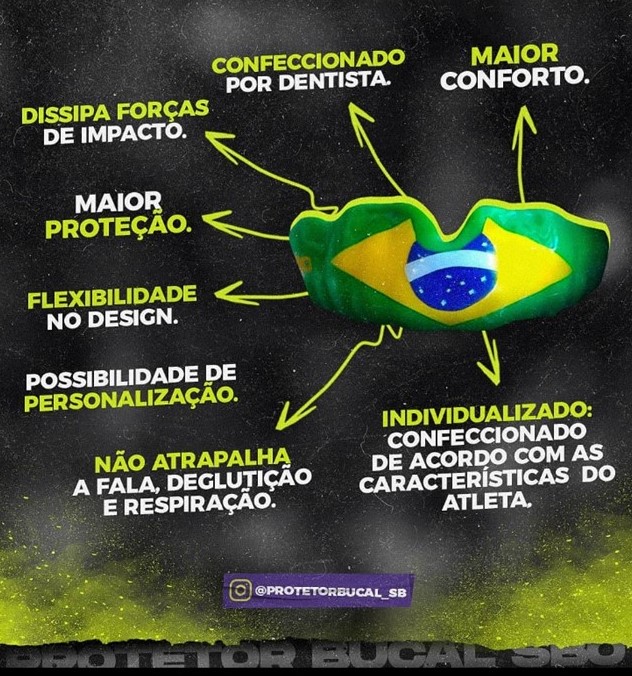 CONFECCIONADO
POR DENTISTA.
MAIOR
CONFORTO.
DISSIPA FORÇAS
DE IMPACTO.
MAIOR
PROTEÇÃO.
FLEXIBILIDADE
NO DESIGN.
POSSIBILIDADE DE
PERSONALIZAÇÃO.
NÃO ATRAPALHA
A FALA, DEGLUTIÇÃO
E RESPIRAÇÃO.
INDIVIDUALIZADO:
CONFECCIONADO
DE ACORDO COM AS
CARACTERÍSTICAS DO
ATLETA.
@PROTETORBUCAL_SB
PROTETOR BUCAL SBO